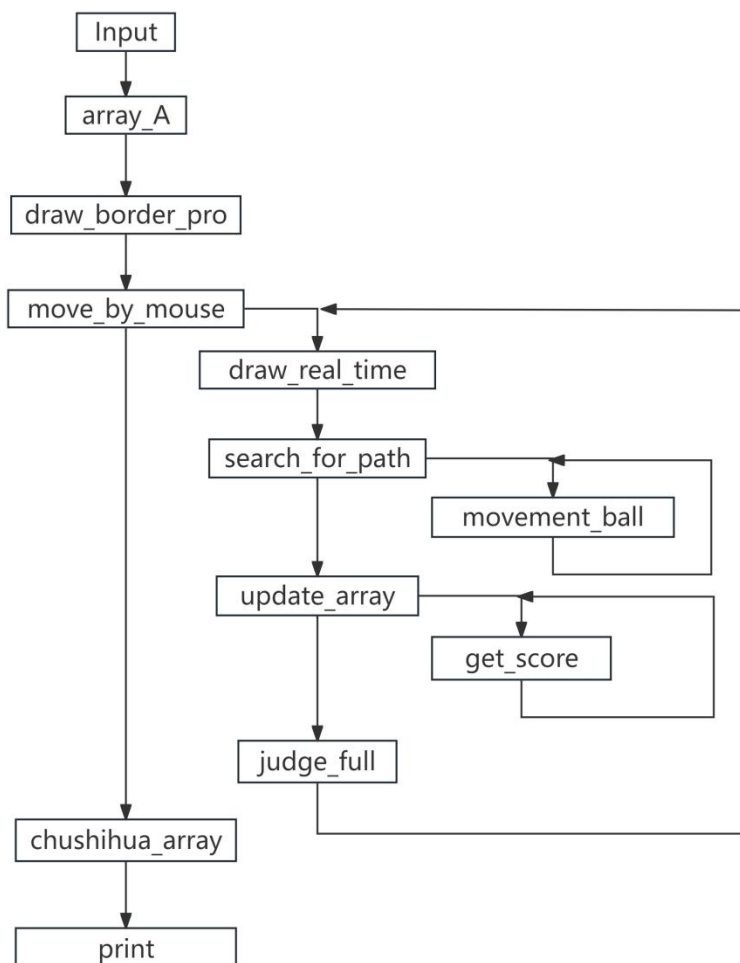 Input
array_A
draw_border_pro
move_by_mouse
draw_real_time
search_for_path
movement_ball
update_array
get_score
judge_full
chushihua_array
print